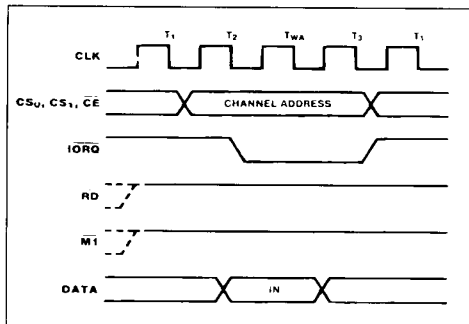 T1 T2 TWA T3 T1
CLK
CS0, CS1, CE CHANNEL ADDRESS
IORQ
RD
M1
DATA IN